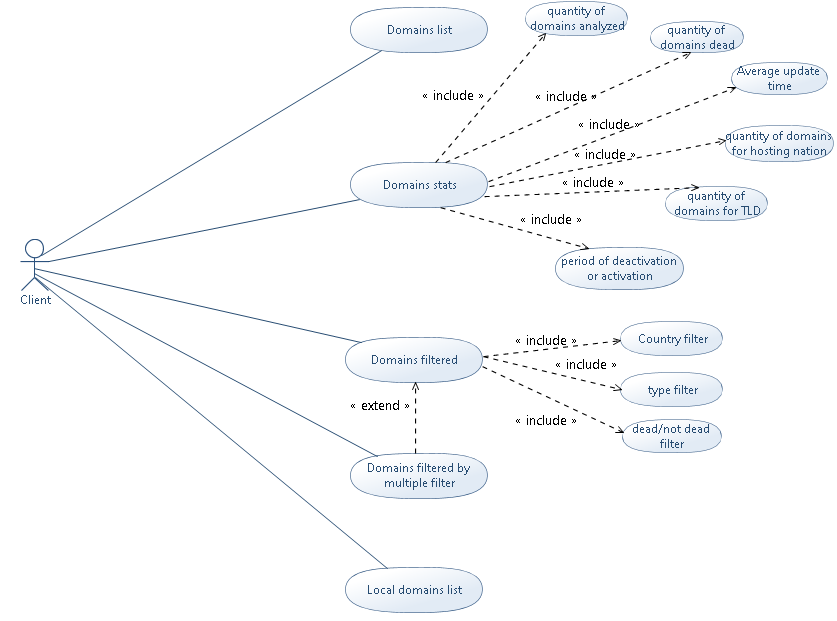 Domains list
quantity of
domains analyzed
quantity of
domains dead
Average update
time
« include »
« include »
« include »
quantity of domains
for hosting nation
« include »
Domains stats
« include »
quantity of
domains for TLD
« include »
period of deactivation
or activation
Client
Domains filtered
« include »
Country filter
« include »
type filter
« extend »
« include »
dead/not dead
filter
Domains filtered by
multiple filter
Local domains list